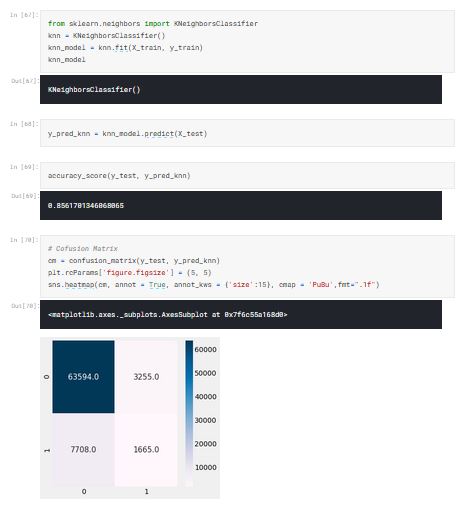 In [67]:
from sklearn.neighbors import KNeighborsClassifier
knn = KNeighborsClassifier()
knn_model = knn.fit(X_train, y_train)
knn_model
Out[67]:
KNeighborsClassifier()
In [68]:
y_pred_knn = knn_model.predict(X_test)
In [69]:
accuracy_score(y_test, y_pred_knn)
Out[69]:
0.8561701346068065
In [70]:
# Cofusion Matrix
cm = confusion_matrix(y_test, y_pred_knn)
plt.rcParams['figure.figsize'] = (5, 5)
sns.heatmap(cm, annot = True, annot_kws = {'size':15}, cmap = 'PuBu',fmt=".1f")
Out[70]:
<matplotlib.axes._subplots.AxesSubplot at 0x7f6c55a168d0>
0
63594.0 3255.0
1
7708.0 1665.0
0 1
60000
50000
40000
30000
20000
10000